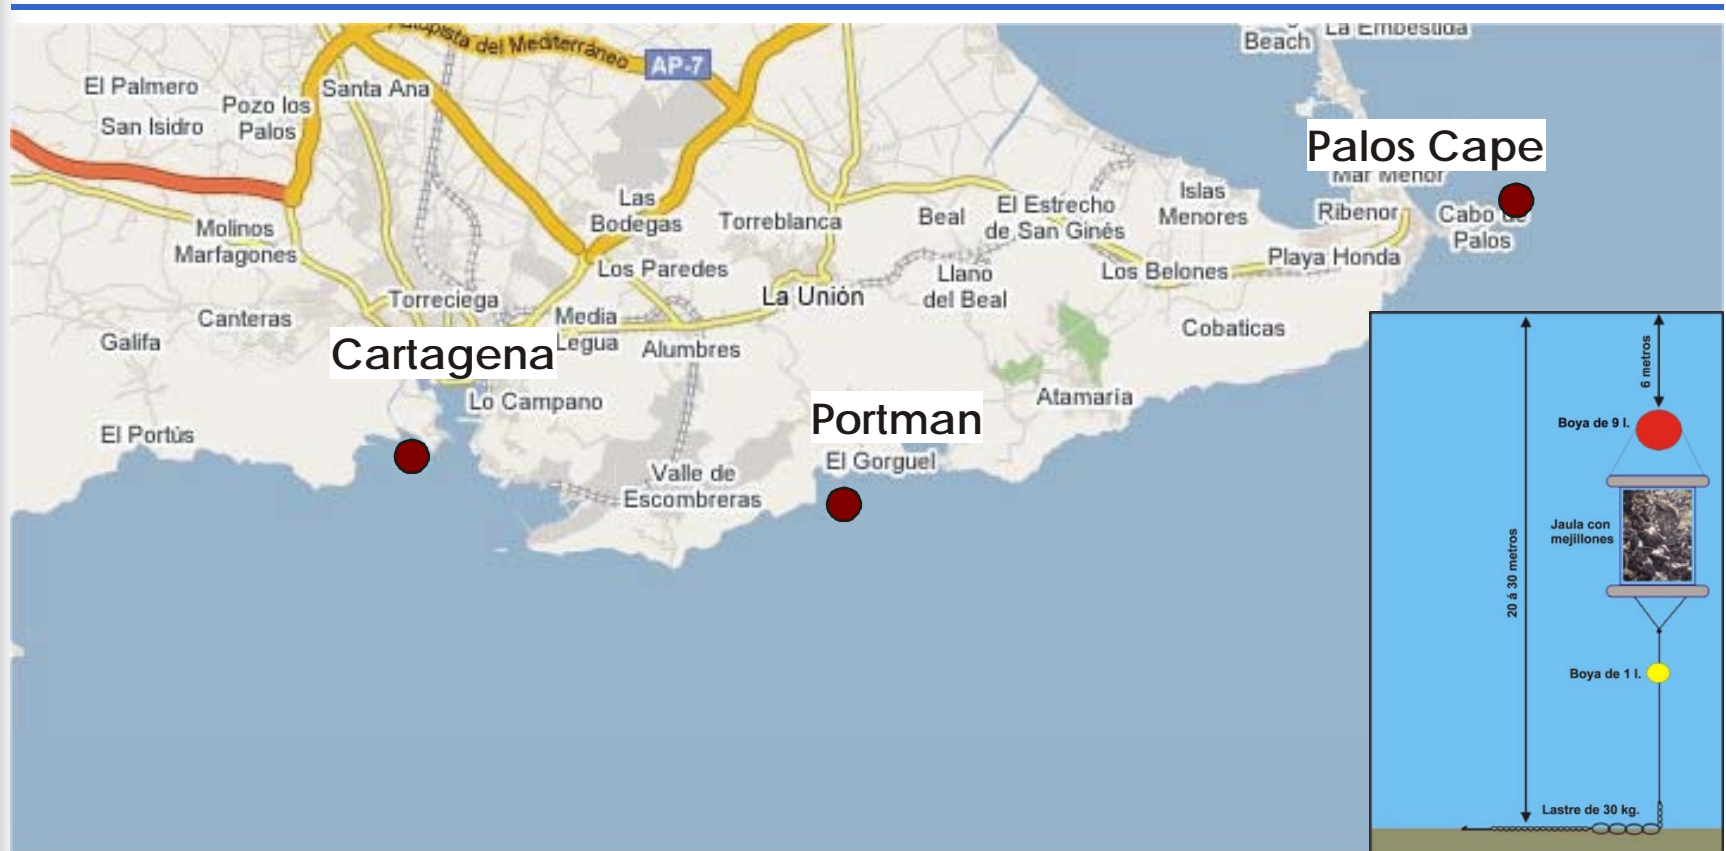 Autopista del Mediterráneo
AP-7
Beach
La Embestida
El Palmero
Santa Ana
Pozo los
Palos
San Isidro
Palos Cape
Mar Menor
Las
Bodegas
Torreblanca
Beal
El Estrecho
de San Ginés
Islas
Menores
Ribenor
Cabo de
Palos
Molinos
Marfagones
Los Paredes
Llano
del Beal
Los Belones
Playa Honda
La Unión
Torreciega
Canteras
Media
Legua
Galifa
Cartagena
Alumbres
Cobaticas
Lo Campano
Atamaría
Portman
El Portús
El Gorguel
Valle de
Escombreras
6 metros
Boya de 9 l.
Jaula con
mejillones
20 á 30 metros
Boya de 1 l.
Lastre de 30 kg.